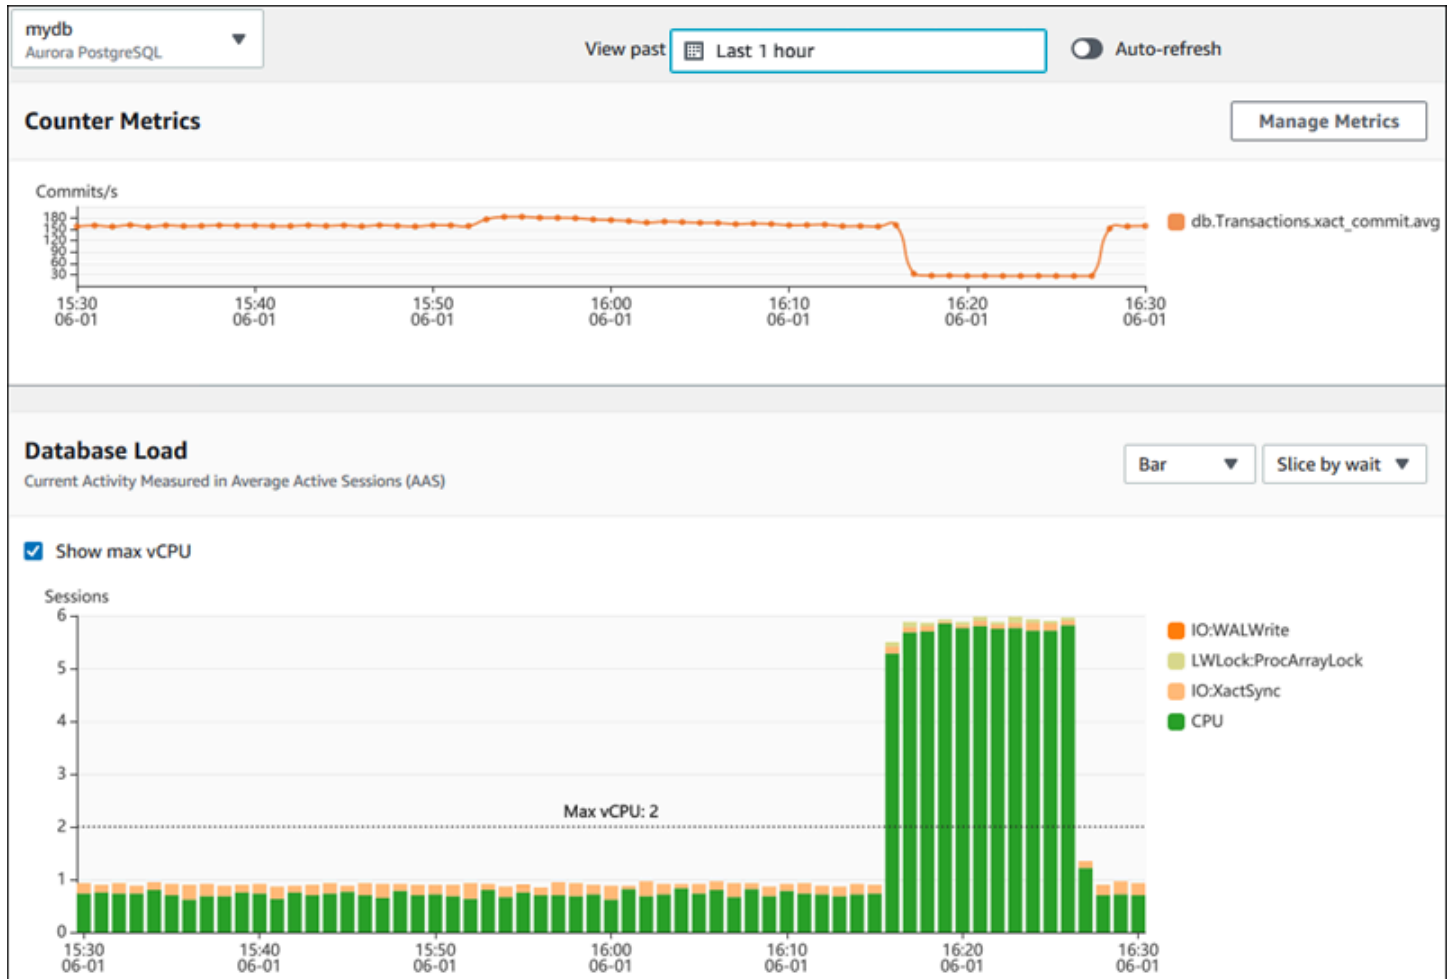 mydb
Aurora PostgreSQL
View past
Last 1 hour
Auto-refresh
Counter Metrics
Manage Metrics
Commits/s
180
150
120
90
60
30
15:30 15:40 15:50 16:00 16:10 16:20 16:30
06-01 06-01 06-01 06-01 06-01 06-01 06-01
db.Transactions.xact_commit.avg
Database Load
Current Activity Measured in Average Active Sessions (AAS)
Bar
Slice by wait
Show max vCPU
Sessions
6
5
4
3
2
1
0
Max vCPU: 2
15:30 15:40 15:50 16:00 16:10 16:20 16:30
06-01 06-01 06-01 06-01 06-01 06-01 06-01
IO:WALWrite
LWLock:ProcArrayLock
IO:XactSync
CPU